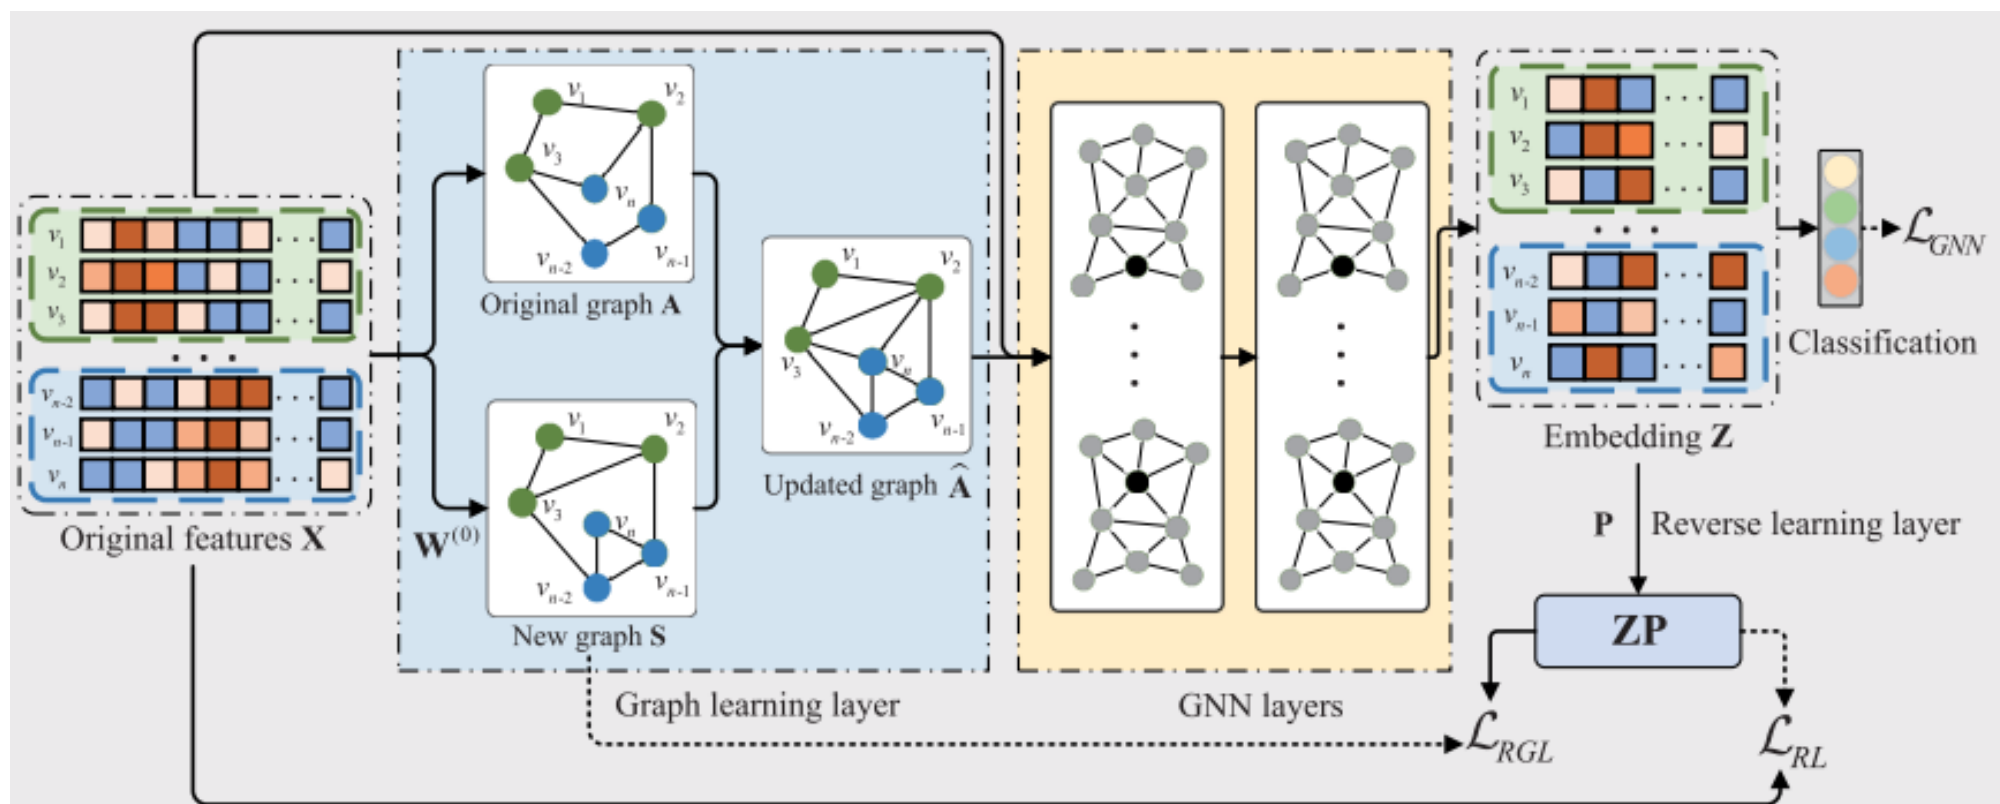 v1
v2
v3
. . .
vn-2
vn-1
vn
Original features X
W(0)
v1
v2
v3
vn
vn-2
vn-1
Original graph A
v1
v2
v3
vn
vn-2
vn-1
New graph S
v1
v2
v3
vn
vn-2
vn-1
Updated graph Â
Graph learning layer
GNN layers
v1
v2
v3
. . .
vn-2
vn-1
vn
Embedding Z
Classification
ℒGNN
P
Reverse learning layer
ZP
ℒRGL
ℒRL